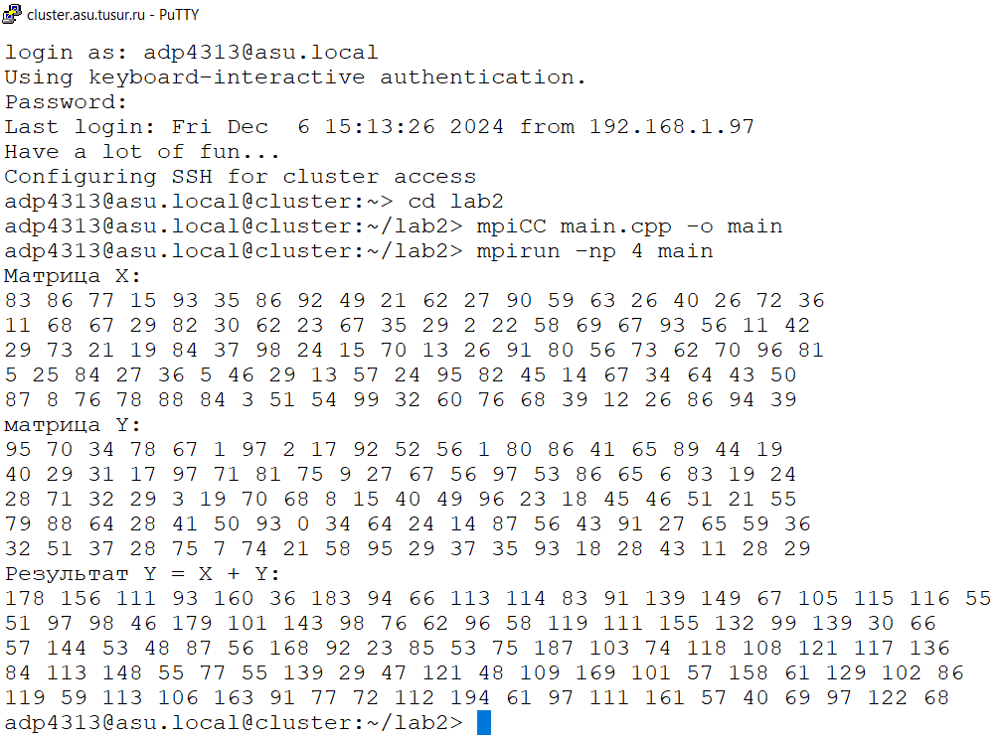 cluster.asu.tusur.ru - PuTTY
login as: adp4313@asu.local
Using keyboard-interactive authentication.
Password:
Last login: Fri Dec  6 15:13:26 2024 from 192.168.1.97
Have a lot of fun...
Configuring SSH for cluster access
adp4313@asu.local@cluster:~> cd lab2
adp4313@asu.local@cluster:~/lab2> mpiCC main.cpp -o main
adp4313@asu.local@cluster:~/lab2> mpirun -np 4 main
Матрица X:
83 86 77 15 93 35 86 92 49 21 62 27 90 59 63 26 40 26 72 36
11 68 67 29 82 30 62 23 67 35 29 2 22 58 69 67 93 56 11 42
29 73 21 19 84 37 98 24 15 70 13 26 91 80 56 73 62 70 96 81
5 25 84 27 36 5 46 29 13 57 24 95 82 45 14 67 34 64 43 50
87 8 76 78 88 84 3 51 54 99 32 60 76 68 39 12 26 86 94 39
матрица Y:
95 70 34 78 67 1 97 2 17 92 52 56 1 80 86 41 65 89 44 19
40 29 31 17 97 71 81 75 9 27 67 56 97 53 86 65 6 83 19 24
28 71 32 29 3 19 70 68 8 15 40 49 96 23 18 45 46 51 21 55
79 88 64 28 41 50 93 0 34 64 24 14 87 56 43 91 27 65 59 36
32 51 37 28 75 7 74 21 58 95 29 37 35 93 18 28 43 11 28 29
Результат Y = X + Y:
178 156 111 93 160 36 183 94 66 113 114 83 91 139 149 67 105 115 116 55
51 97 98 46 179 101 143 98 76 62 96 58 119 111 155 132 99 139 30 66
57 144 53 48 87 56 168 92 23 85 53 75 187 103 74 118 108 121 117 136
84 113 148 55 77 55 139 29 47 121 48 109 169 101 57 158 61 129 102 86
119 59 113 106 163 91 77 72 112 194 61 97 111 161 57 40 69 97 122 68
adp4313@asu.local@cluster:~/lab2>